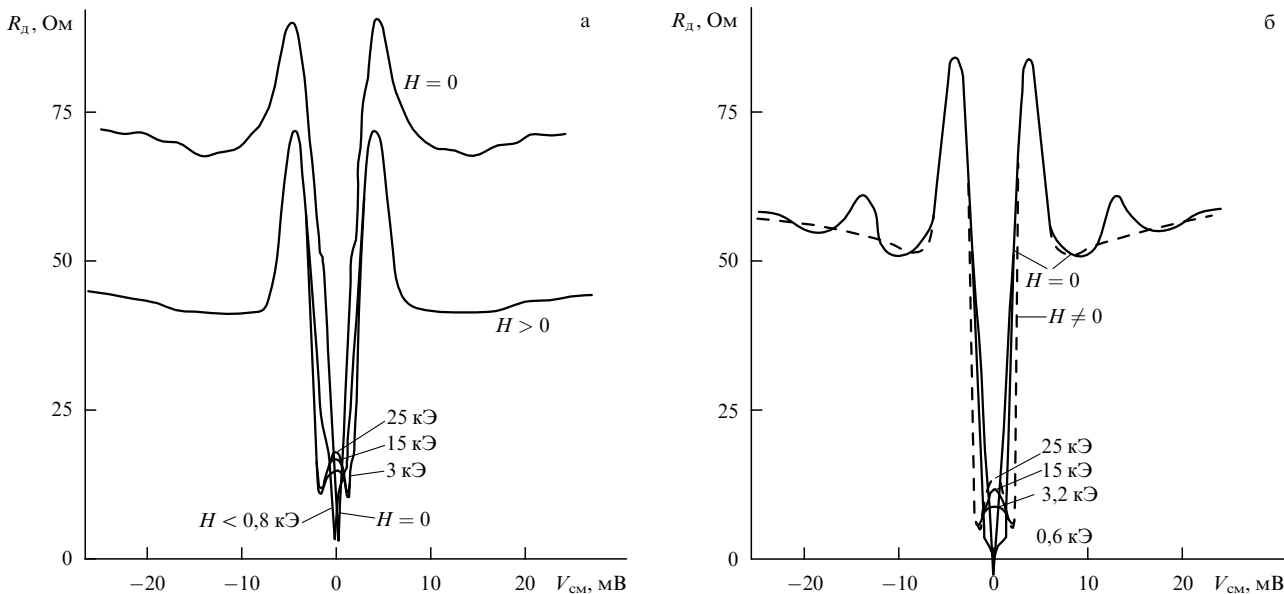 R_д, Ом
а
H = 0
75
50
H > 0
25
25 кЭ
15 кЭ
3 кЭ
H < 0,8 кЭ
H = 0
0
−20
−10
0
10
20
V_см, мВ
R_д, Ом
б
75
50
H = 0
H ≠ 0
25
25 кЭ
15 кЭ
3,2 кЭ
0,6 кЭ
0
−20
−10
0
10
20
V_см, мВ